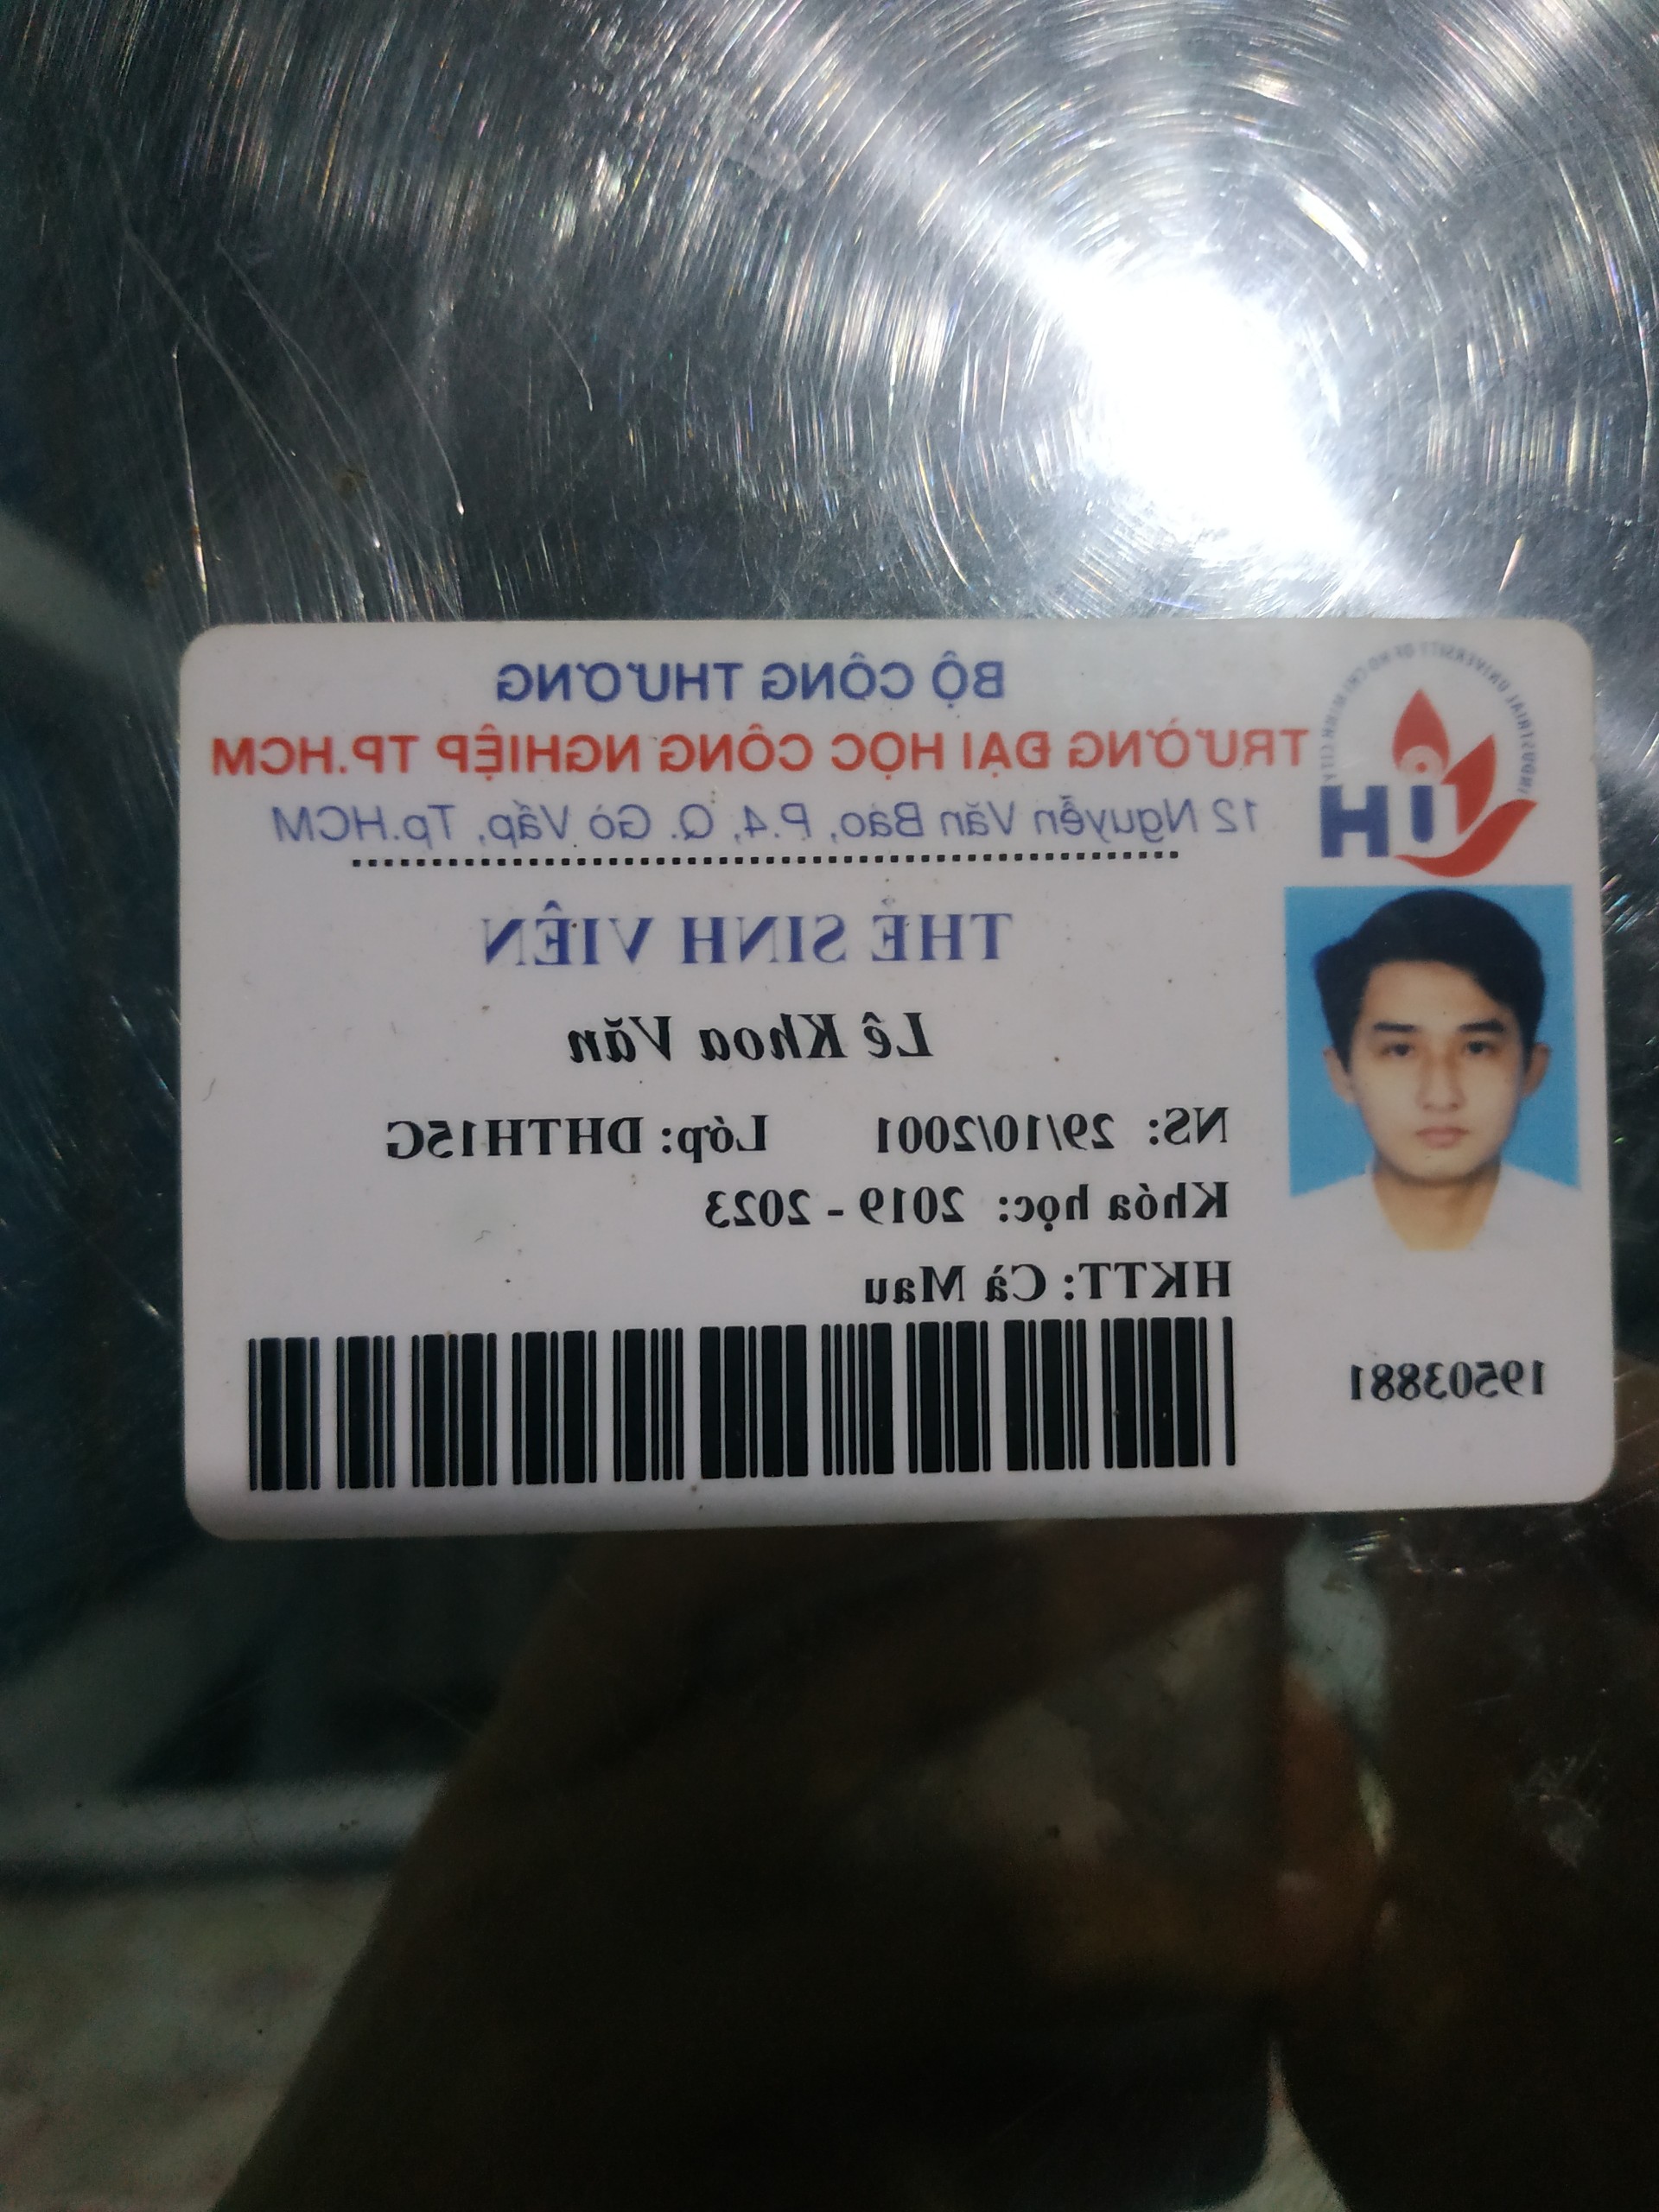 BỘ CÔNG THƯƠNG
TRƯỜNG ĐẠI HỌC CÔNG NGHIỆP TP.HCM
12 Nguyễn Văn Bảo, P.4, Q. Gò Vấp, Tp.HCM
INDUSTRIAL UNIVERSITY OF HO CHI MINH CITY
IUH
THẺ SINH VIÊN
Lê Khoa Văn
NS: 29/10/2001 Lớp: DHTH15G
Khóa học: 2019 - 2023
HKTT: Cà Mau
19503881